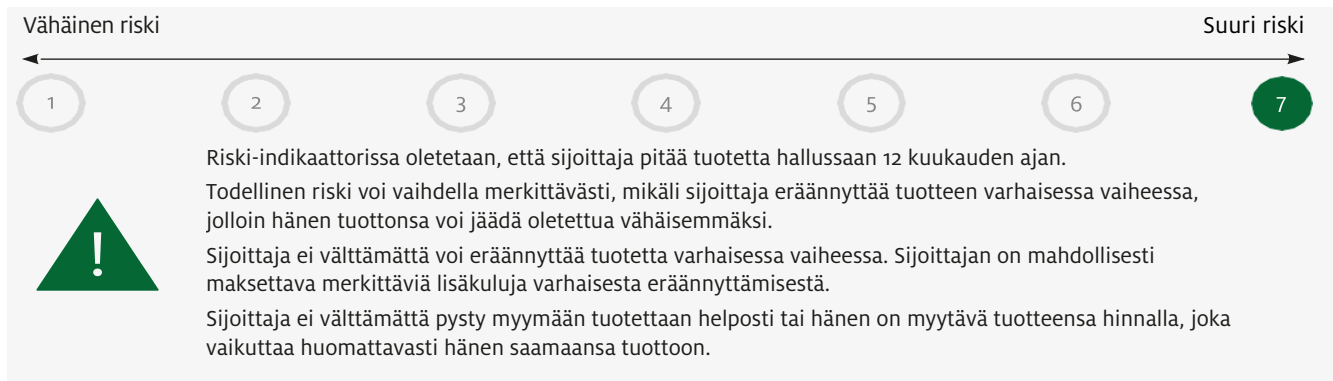 Vähäinen riski
Suuri riski
1 2 3 4 5 6 7
Riski-indikaattorissa oletetaan, että sijoittaja pitää tuotetta hallussaan 12 kuukauden ajan.
Todellinen riski voi vaihdella merkittävästi, mikäli sijoittaja eräännyttää tuotteen varhaisessa vaiheessa,
jolloin hänen tuottonsa voi jäädä oletettua vähäisemmäksi.
Sijoittaja ei välttämättä voi eräännyttää tuotetta varhaisessa vaiheessa. Sijoittajan on mahdollisesti
maksettava merkittäviä lisäkuluja varhaisesta eräännyttämisestä.
Sijoittaja ei välttämättä pysty myymään tuotettaan helposti tai hänen on myytävä tuotteensa hinnalla, joka
vaikuttaa huomattavasti hänen saamaansa tuottoon.
!